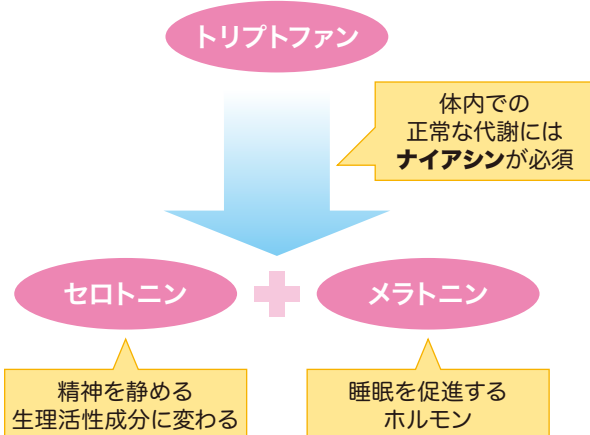 トリプトファン
体内での
正常な代謝には
ナイアシンが必須
セロトニン
メラトニン
精神を静める
生理活性成分に変わる
睡眠を促進する
ホルモン